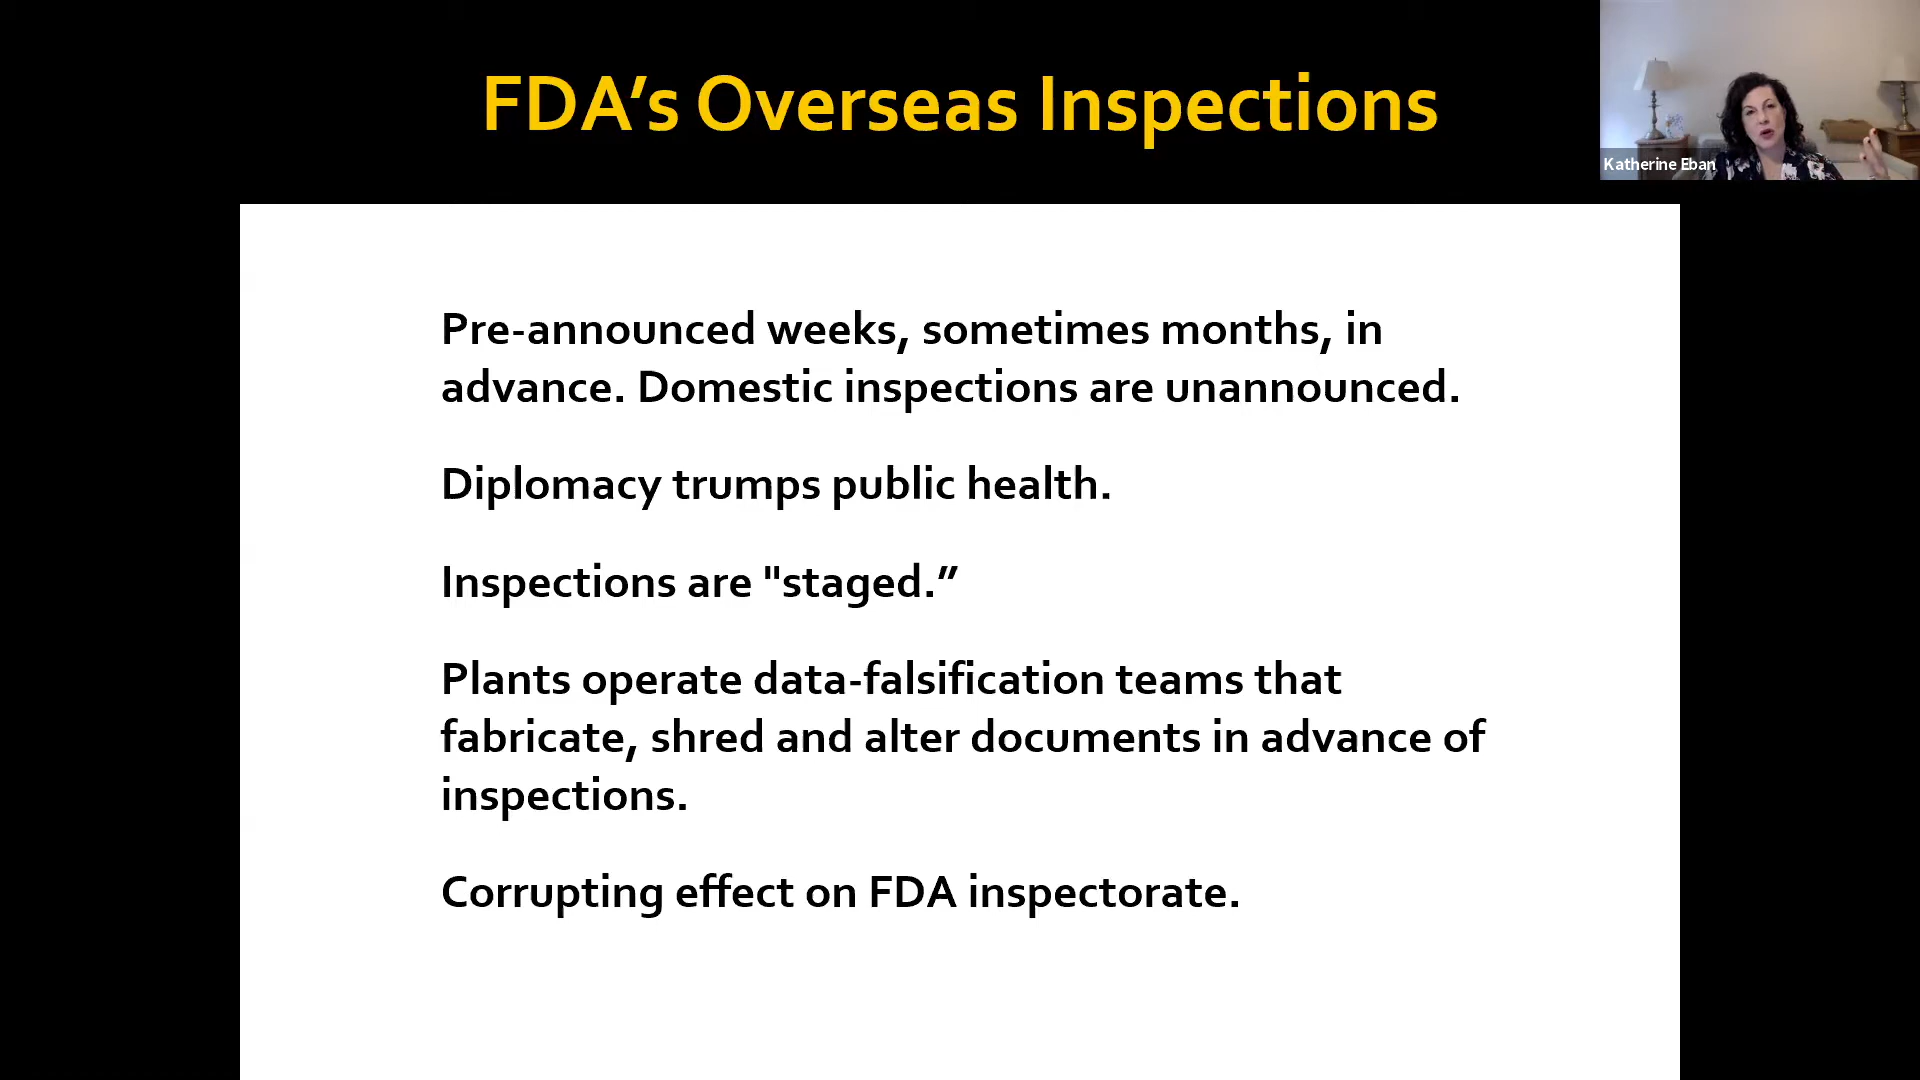 FDA’s Overseas Inspections
Katherine Eban
Pre-announced weeks, sometimes months, in
advance. Domestic inspections are unannounced.
Diplomacy trumps public health.
Inspections are "staged.”
Plants operate data-falsification teams that
fabricate, shred and alter documents in advance of
inspections.
Corrupting effect on FDA inspectorate.